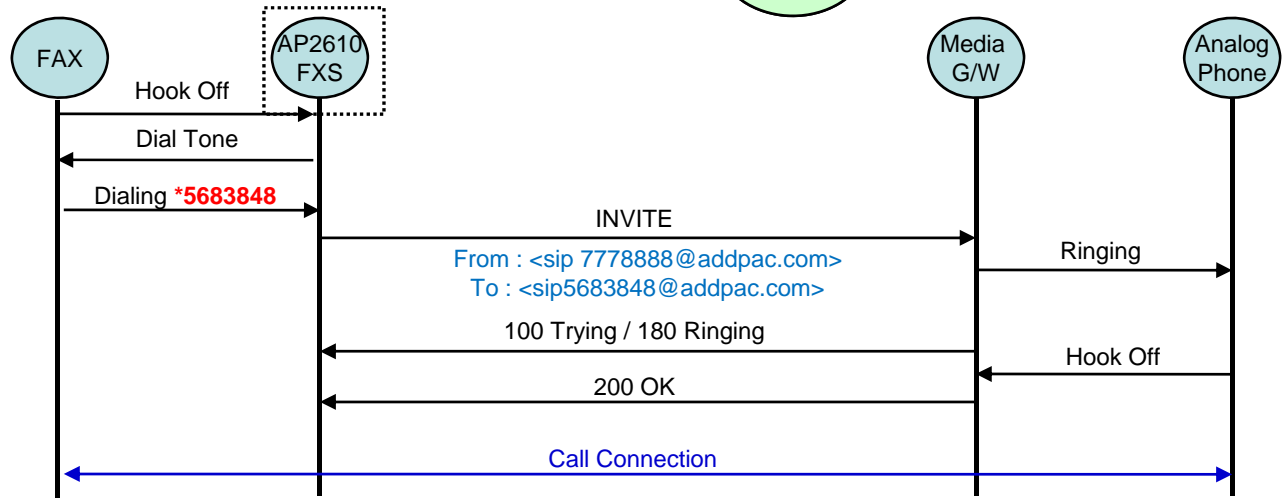 FAX
AP2610
FXS
Media
G/W
Analog
Phone
Hook Off
Dial Tone
Dialing *5683848
INVITE
From : <sip 7778888@addpac.com>
To : <sip5683848@addpac.com>
Ringing
100 Trying / 180 Ringing
Hook Off
200 OK
Call Connection